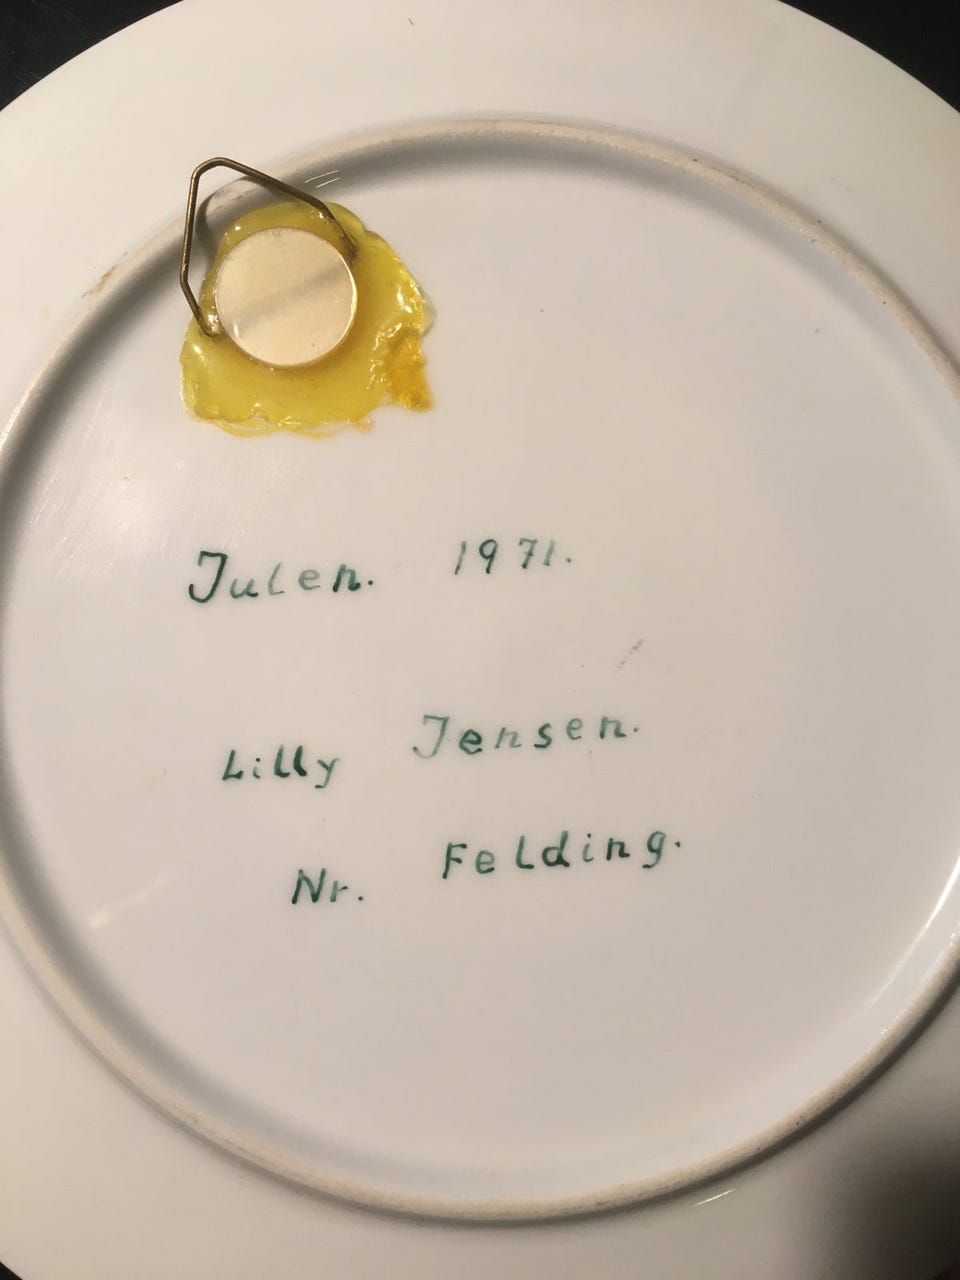 Julen. 1971.
Lilly Jensen.
Nr. Felding.